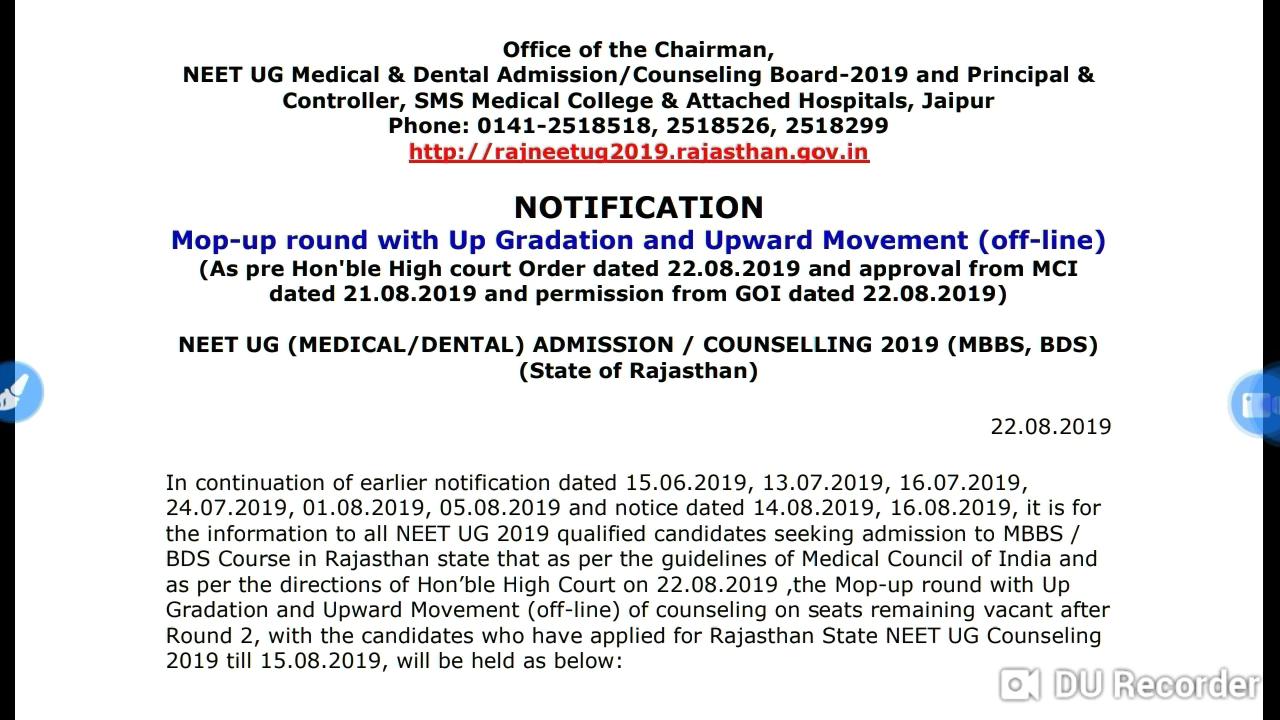 Office of the Chairman,
NEET UG Medical & Dental Admission/Counseling Board-2019 and Principal &
Controller, SMS Medical College & Attached Hospitals, Jaipur
Phone: 0141-2518518, 2518526, 2518299
http://rajneetug2019.rajasthan.gov.in
NOTIFICATION
Mop-up round with Up Gradation and Upward Movement (off-line)
(As pre Hon'ble High court Order dated 22.08.2019 and approval from MCI
dated 21.08.2019 and permission from GOI dated 22.08.2019)
NEET UG (MEDICAL/DENTAL) ADMISSION / COUNSELLING 2019 (MBBS, BDS)
(State of Rajasthan)
22.08.2019
In continuation of earlier notification dated 15.06.2019, 13.07.2019, 16.07.2019,
24.07.2019, 01.08.2019, 05.08.2019 and notice dated 14.08.2019, 16.08.2019, it is for
the information to all NEET UG 2019 qualified candidates seeking admission to MBBS /
BDS Course in Rajasthan state that as per the guidelines of Medical Council of India and
as per the directions of Hon’ble High Court on 22.08.2019 ,the Mop-up round with Up
Gradation and Upward Movement (off-line) of counseling on seats remaining vacant after
Round 2, with the candidates who have applied for Rajasthan State NEET UG Counseling
2019 till 15.08.2019, will be held as below:
DU Recorder